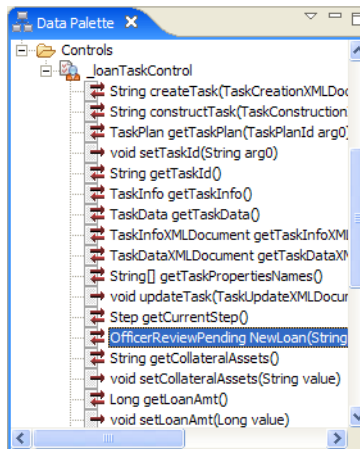 Data Palette
Controls
_loanTaskControl
String createTask(TaskCreationXMLDoc
String constructTask(TaskConstruction
TaskPlan getTaskPlan(TaskPlanId arg0)
void setTaskId(String arg0)
String getTaskId()
TaskInfo getTaskInfo()
TaskData getTaskData()
TaskInfoXMLDocument getTaskInfoXML
TaskDataXMLDocument getTaskDataXM
String[] getTaskPropertiesNames()
void updateTask(TaskUpdateXMLDocur
Step getCurrentStep()
OfficerReviewPending NewLoan(String
String getCollateralAssets()
void setCollateralAssets(String value)
Long getLoanAmt()
void setLoanAmt(Long value)